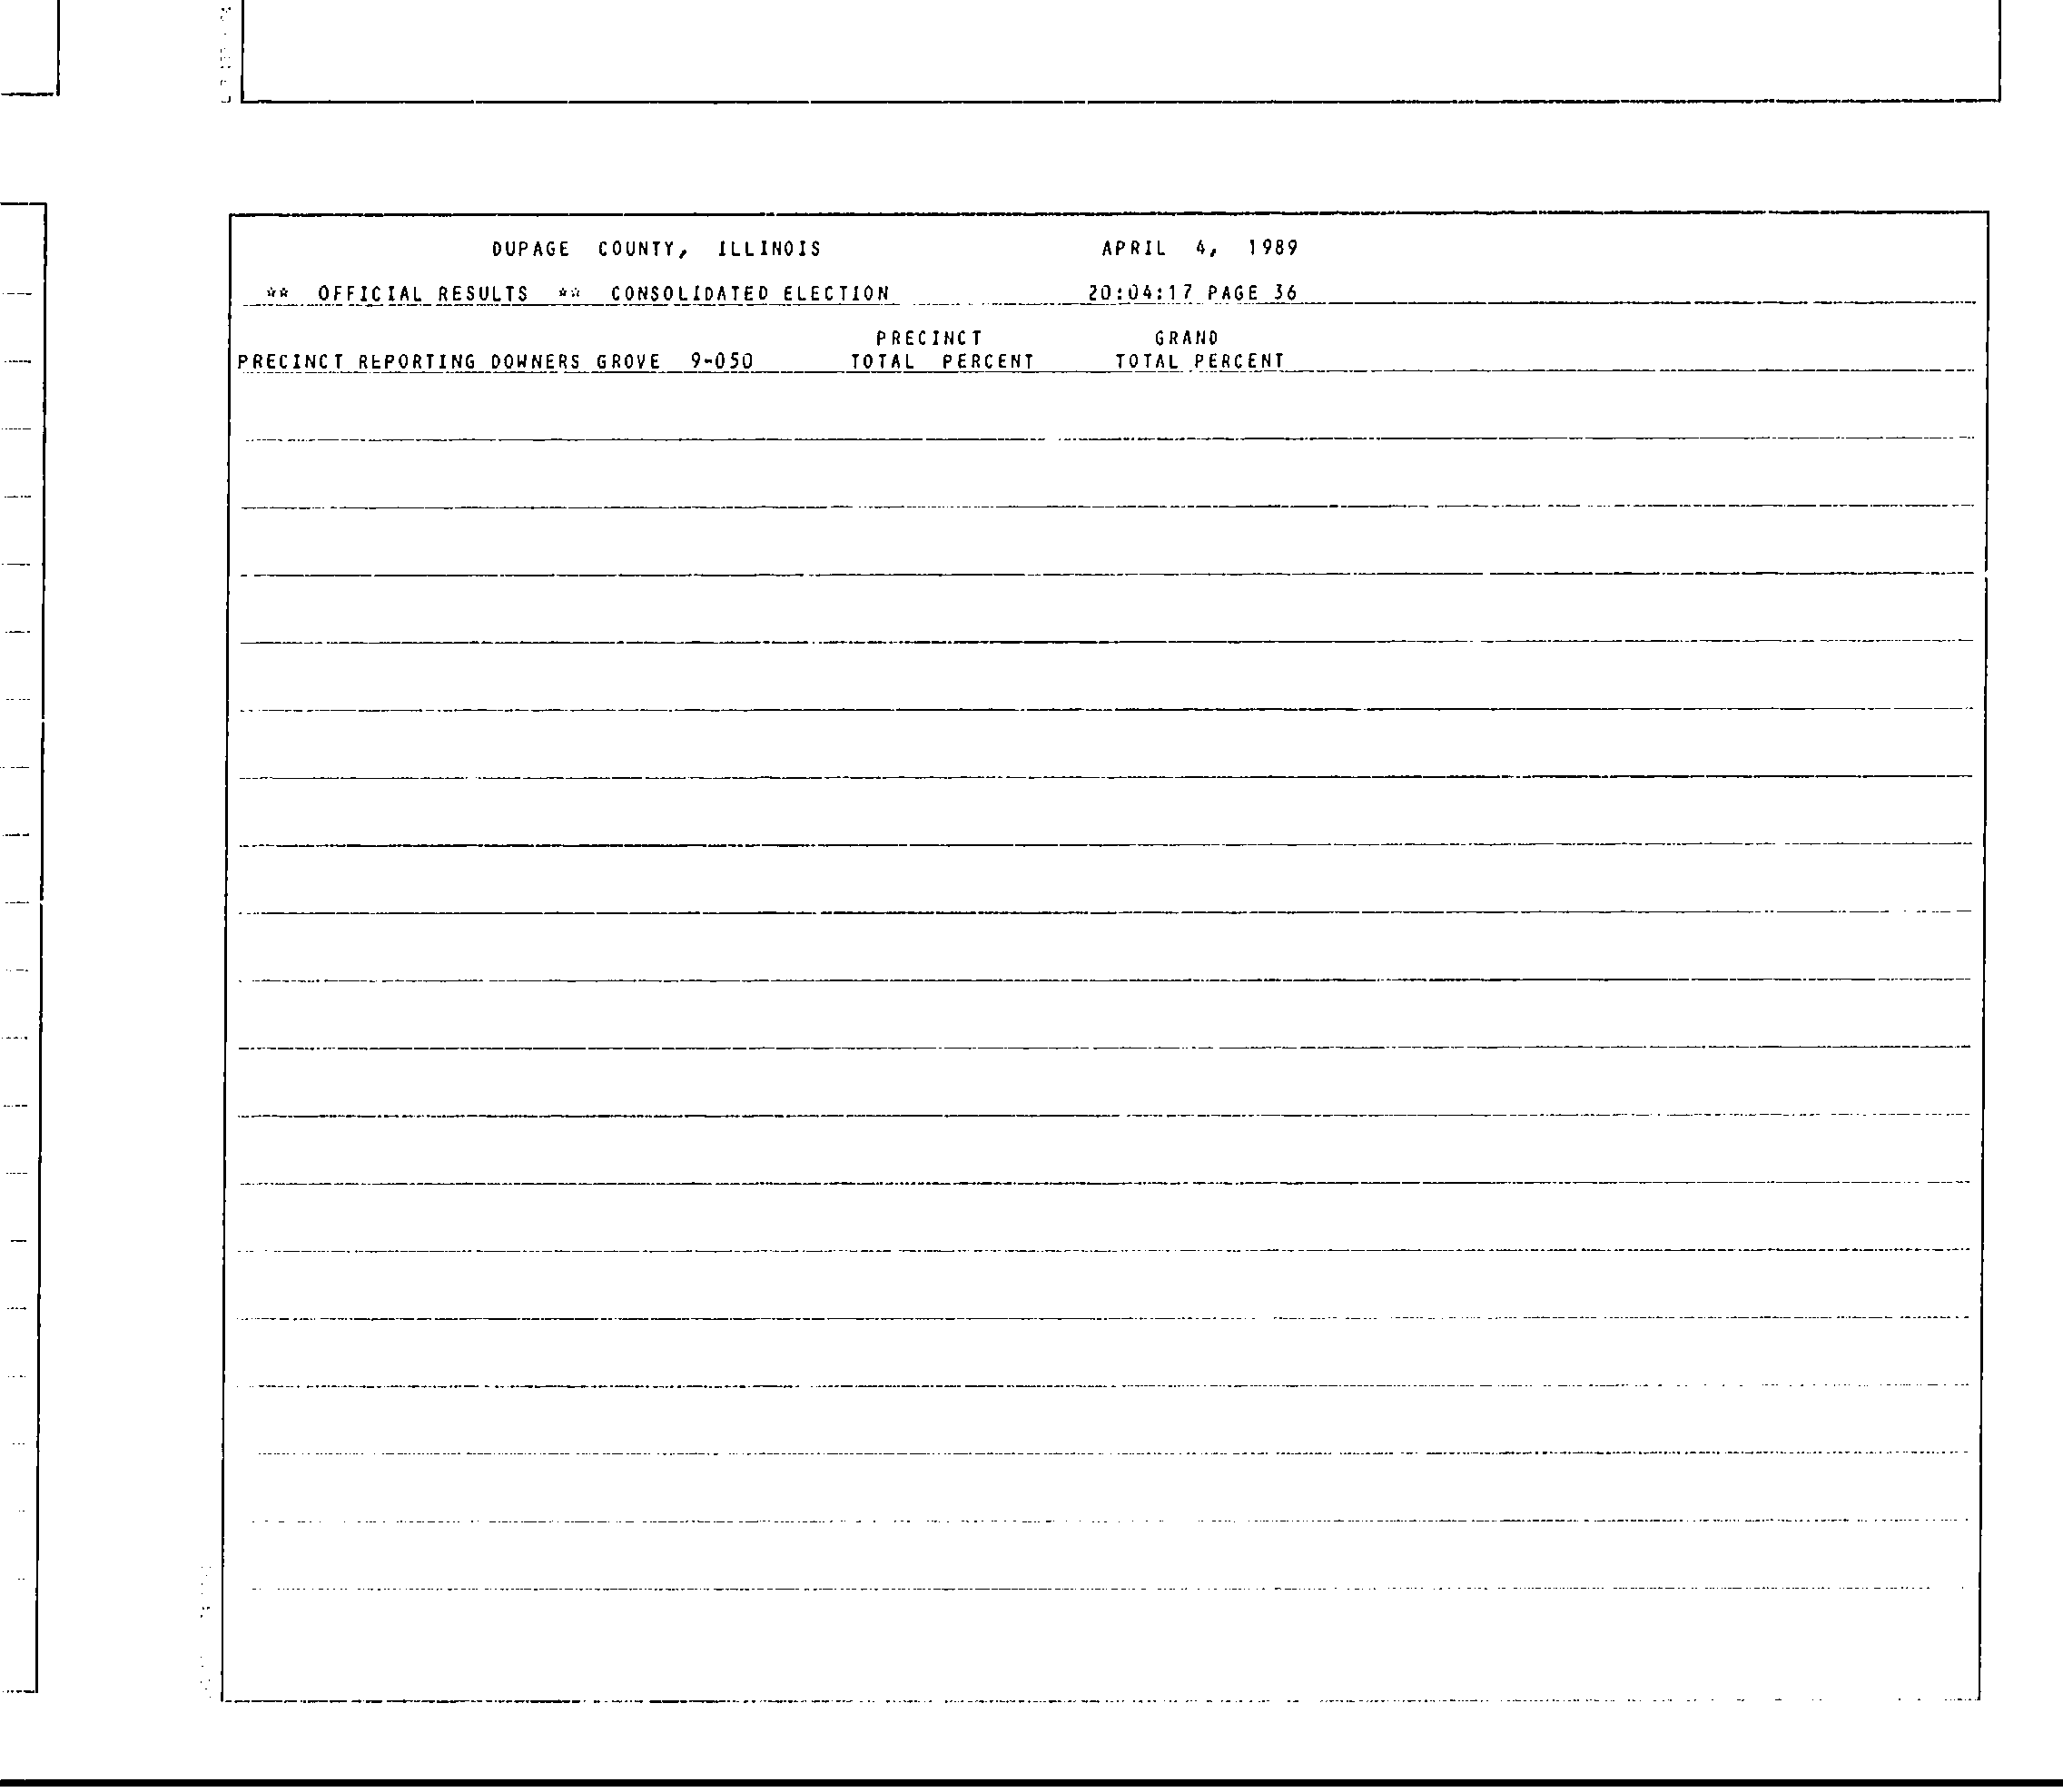 DUPAGE COUNTY, ILLINOIS APRIL 4, 1989
** OFFICIAL RESULTS ** CONSOLIDATED ELECTION 20:04:17 PAGE 36
PRECINCT GRAND
PRECINCT REPORTING DOWNERS GROVE 9-050 TOTAL PERCENT TOTAL PERCENT